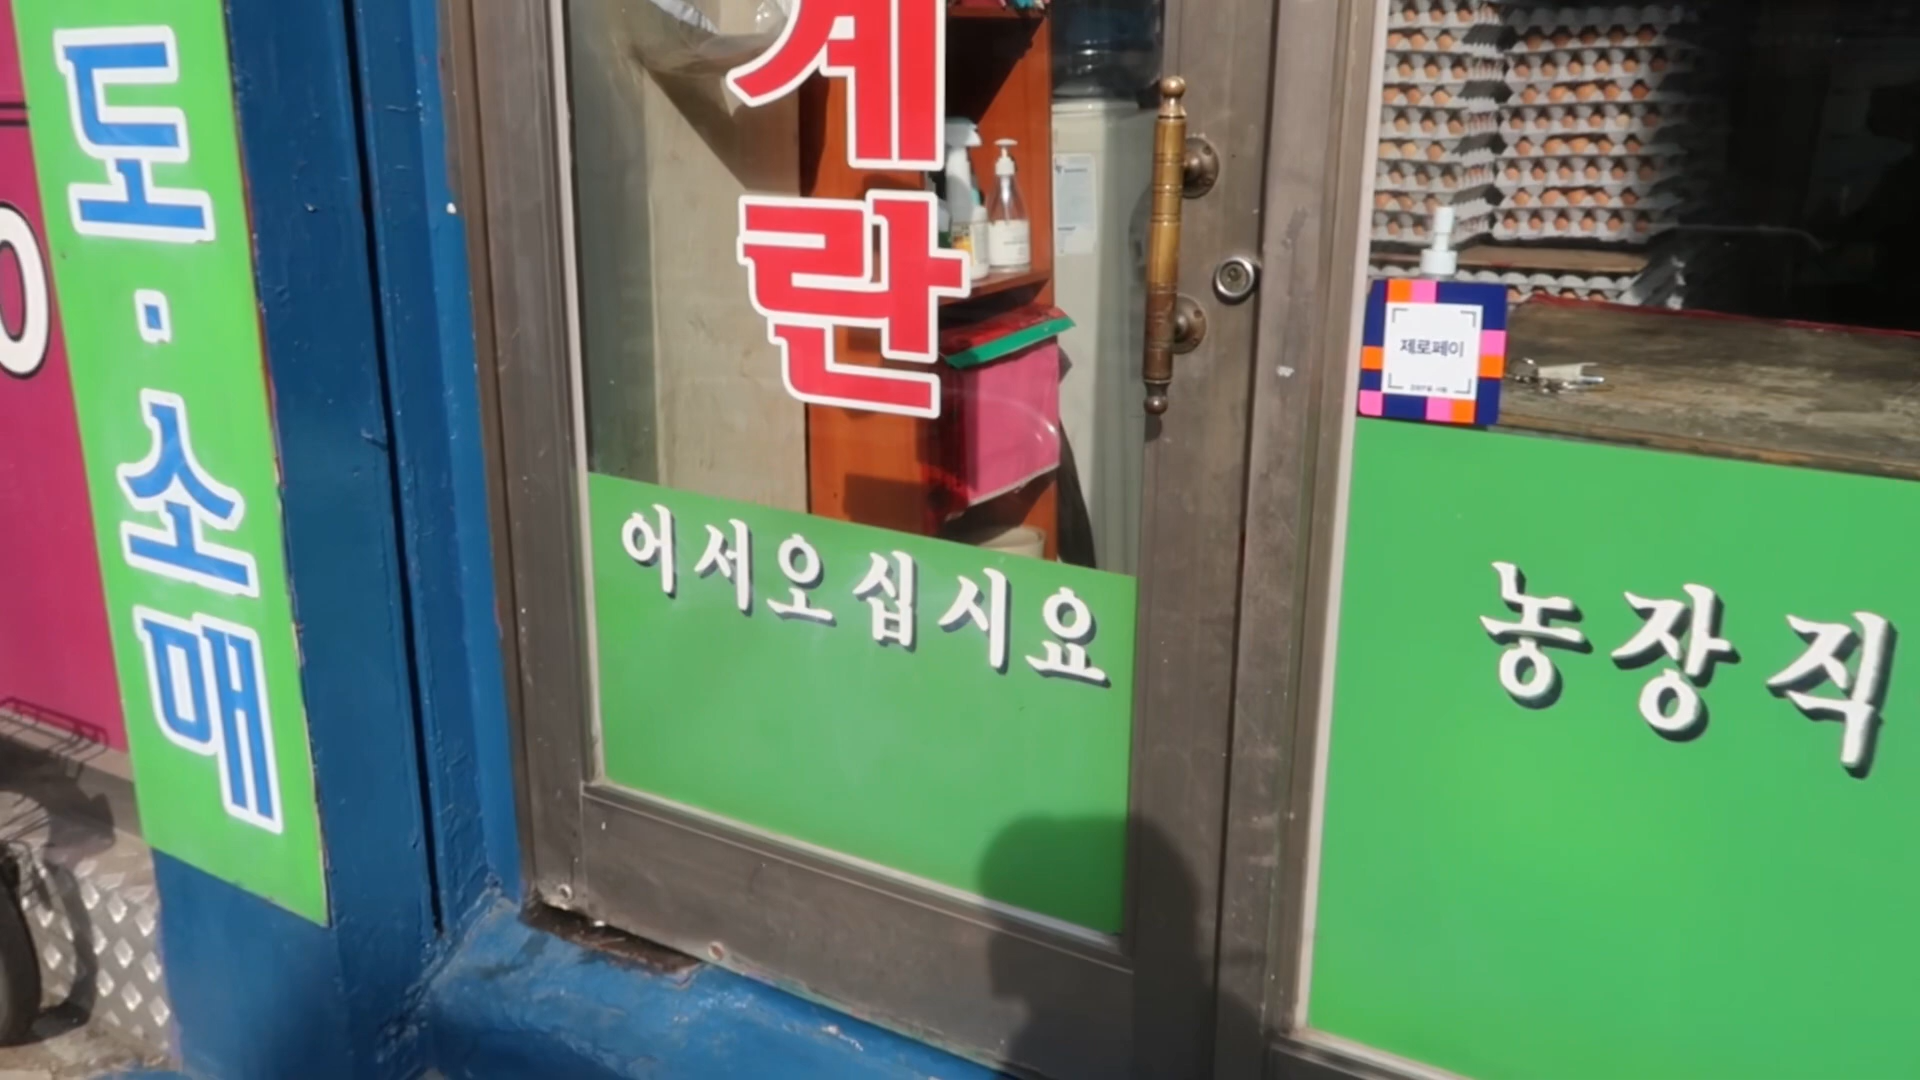 도·소매
계란
어서오십시요
제로페이
농장직